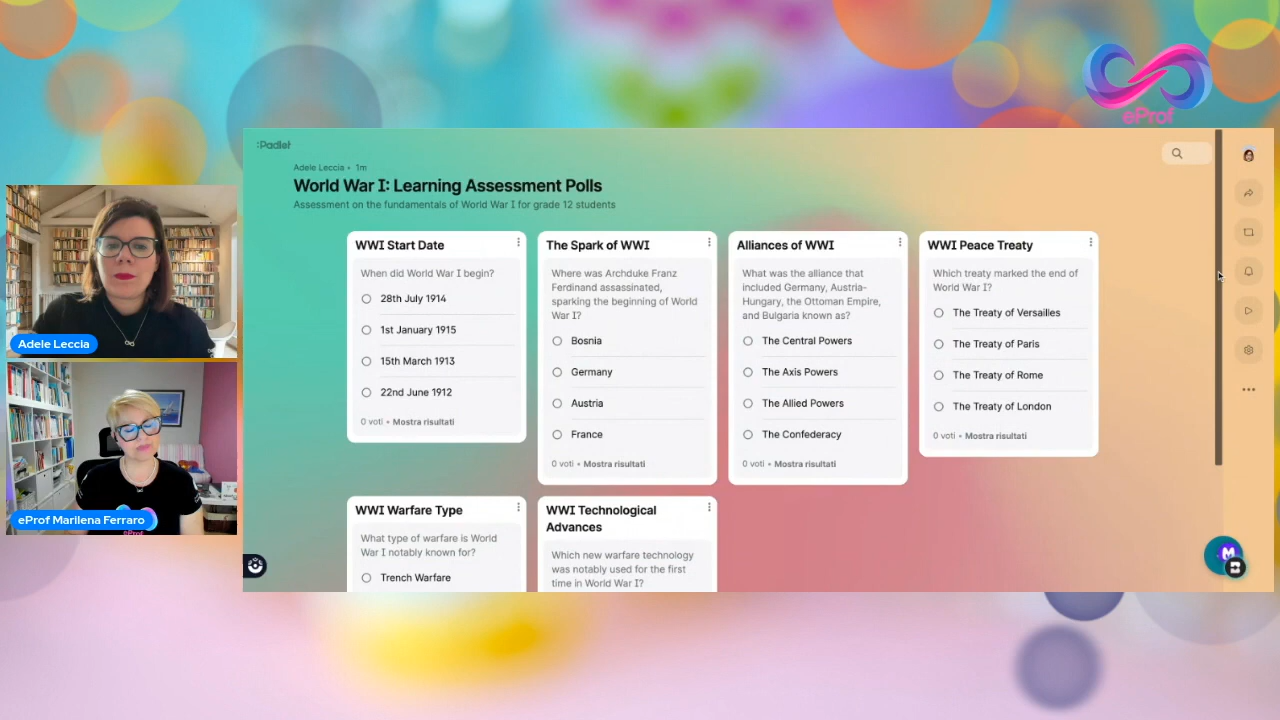 eProf
:Padlet
Adele Leccia • 1m
World War I: Learning Assessment Polls
Assessment on the fundamentals of World War I for grade 12 students
WWI Start Date
When did World War I begin?
28th July 1914
1st January 1915
15th March 1913
22nd June 1912
0 voti • Mostra risultati
The Spark of WWI
Where was Archduke Franz
Ferdinand assassinated,
sparking the beginning of World
War I?
Bosnia
Germany
Austria
France
0 voti • Mostra risultati
Alliances of WWI
What was the alliance that
included Germany, Austria-
Hungary, the Ottoman Empire,
and Bulgaria known as?
The Central Powers
The Axis Powers
The Allied Powers
The Confederacy
0 voti • Mostra risultati
WWI Peace Treaty
Which treaty marked the end of
World War I?
The Treaty of Versailles
The Treaty of Paris
The Treaty of Rome
The Treaty of London
0 voti • Mostra risultati
WWI Warfare Type
What type of warfare is World
War I notably known for?
Trench Warfare
WWI Technological
Advances
Which new warfare technology
was notably used for the first
time in World War I?
Adele Leccia
eProf Marilena Ferraro
eProf
M